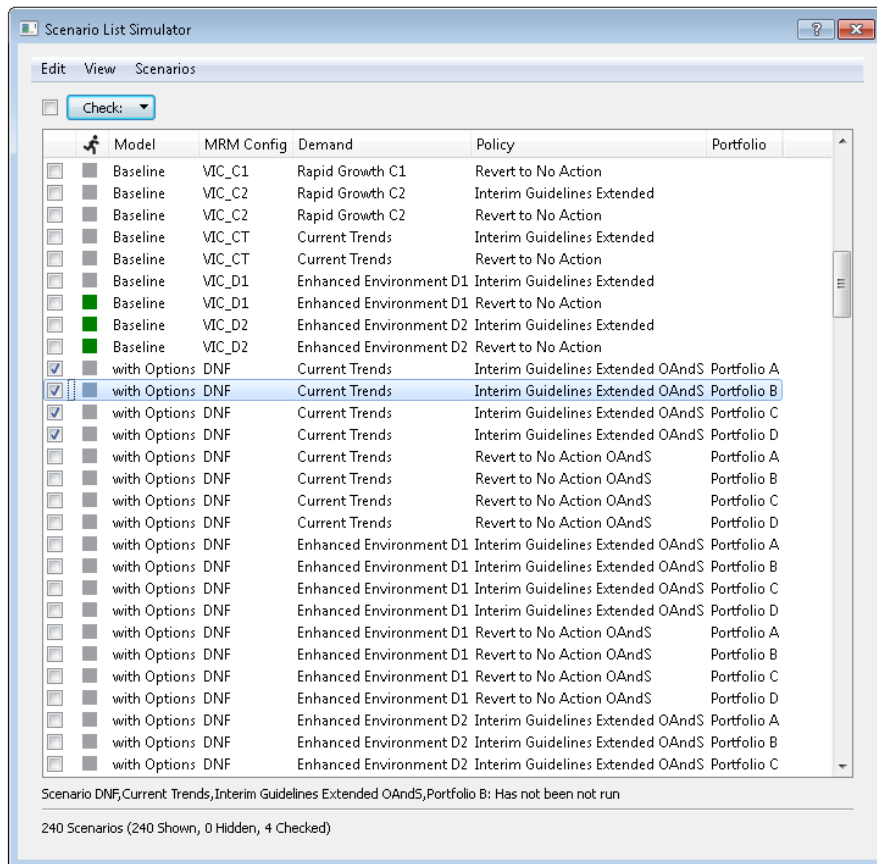 Scenario List Simulator
?
Edit View Scenarios
Check:
Model MRM Config Demand Policy Portfolio
Baseline VIC_C1 Rapid Growth C1 Revert to No Action
Baseline VIC_C2 Rapid Growth C2 Interim Guidelines Extended
Baseline VIC_C2 Rapid Growth C2 Revert to No Action
Baseline VIC_CT Current Trends Interim Guidelines Extended
Baseline VIC_CT Current Trends Revert to No Action
Baseline VIC_D1 Enhanced Environment D1 Interim Guidelines Extended
Baseline VIC_D1 Enhanced Environment D1 Revert to No Action
Baseline VIC_D2 Enhanced Environment D2 Interim Guidelines Extended
Baseline VIC_D2 Enhanced Environment D2 Revert to No Action
with Options DNF Current Trends Interim Guidelines Extended OAndS Portfolio A
with Options DNF Current Trends Interim Guidelines Extended OAndS Portfolio B
with Options DNF Current Trends Interim Guidelines Extended OAndS Portfolio C
with Options DNF Current Trends Interim Guidelines Extended OAndS Portfolio D
with Options DNF Current Trends Revert to No Action OAndS Portfolio A
with Options DNF Current Trends Revert to No Action OAndS Portfolio B
with Options DNF Current Trends Revert to No Action OAndS Portfolio C
with Options DNF Current Trends Revert to No Action OAndS Portfolio D
with Options DNF Enhanced Environment D1 Interim Guidelines Extended OAndS Portfolio A
with Options DNF Enhanced Environment D1 Interim Guidelines Extended OAndS Portfolio B
with Options DNF Enhanced Environment D1 Interim Guidelines Extended OAndS Portfolio C
with Options DNF Enhanced Environment D1 Interim Guidelines Extended OAndS Portfolio D
with Options DNF Enhanced Environment D1 Revert to No Action OAndS Portfolio A
with Options DNF Enhanced Environment D1 Revert to No Action OAndS Portfolio B
with Options DNF Enhanced Environment D1 Revert to No Action OAndS Portfolio C
with Options DNF Enhanced Environment D1 Revert to No Action OAndS Portfolio D
with Options DNF Enhanced Environment D2 Interim Guidelines Extended OAndS Portfolio A
with Options DNF Enhanced Environment D2 Interim Guidelines Extended OAndS Portfolio B
with Options DNF Enhanced Environment D2 Interim Guidelines Extended OAndS Portfolio C
Scenario DNF,Current Trends,Interim Guidelines Extended OAndS,Portfolio B: Has not been not run
240 Scenarios (240 Shown, 0 Hidden, 4 Checked)